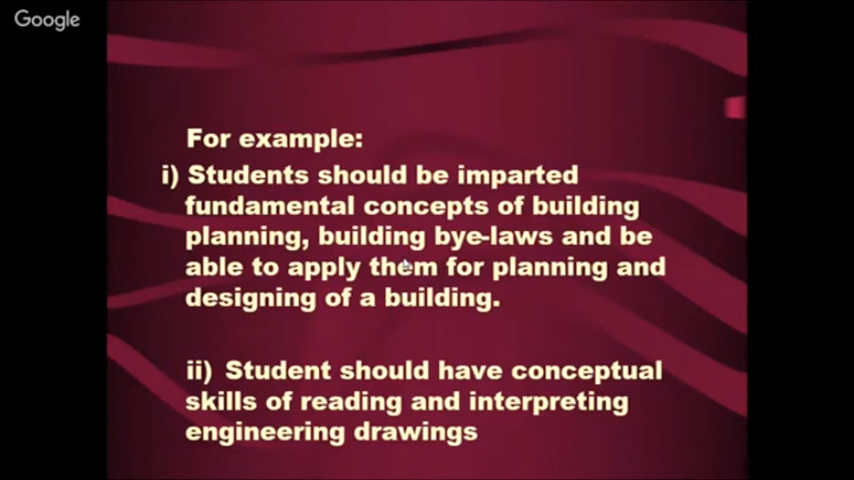 Google
For example:
i) Students should be imparted
fundamental concepts of building
planning, building bye-laws and be
able to apply them for planning and
designing of a building.
ii) Student should have conceptual
skills of reading and interpreting
engineering drawings